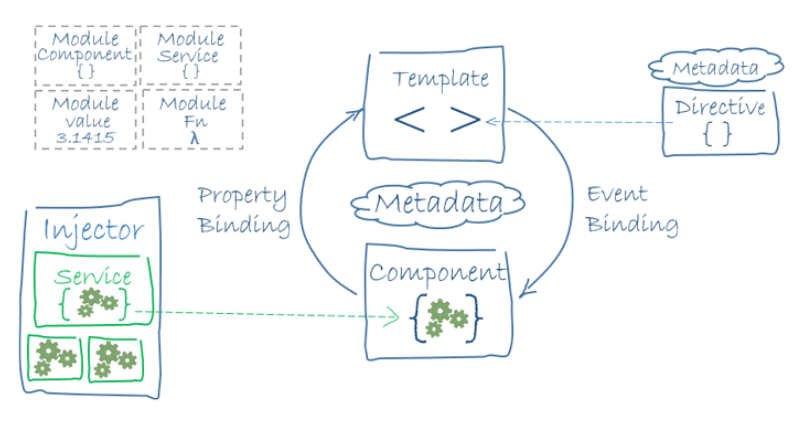 Module
Component
{ }
Module
Service
{ }
Module
value
3.1415
Module
Fn
λ
Template
< >
Metadata
Directive
{ }
Property
Binding
Metadata
Event
Binding
Injector
Service
{ }
Component
{ }